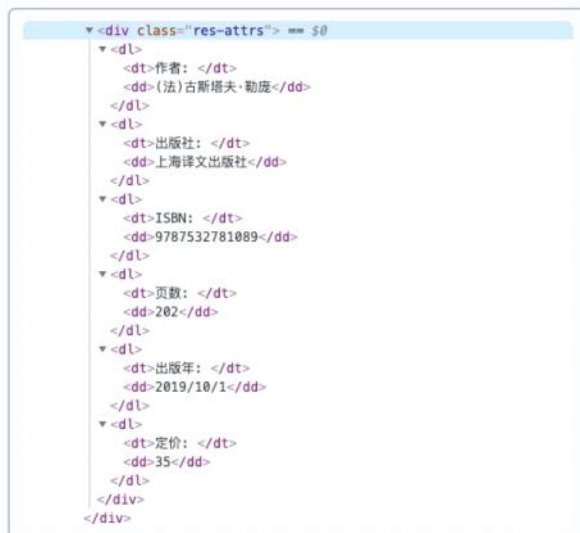 ▼<div class="res-attrs"> == $0
▼<dl>
<dt>作者: </dt>
<dd>(法)古斯塔夫·勒庞</dd>
</dl>
▼<dl>
<dt>出版社: </dt>
<dd>上海译文出版社</dd>
</dl>
▼<dl>
<dt>ISBN: </dt>
<dd>9787532781089</dd>
</dl>
▼<dl>
<dt>页数: </dt>
<dd>202</dd>
</dl>
▼<dl>
<dt>出版年: </dt>
<dd>2019/10/1</dd>
</dl>
▼<dl>
<dt>定价: </dt>
<dd>35</dd>
</dl>
</div>
</div>